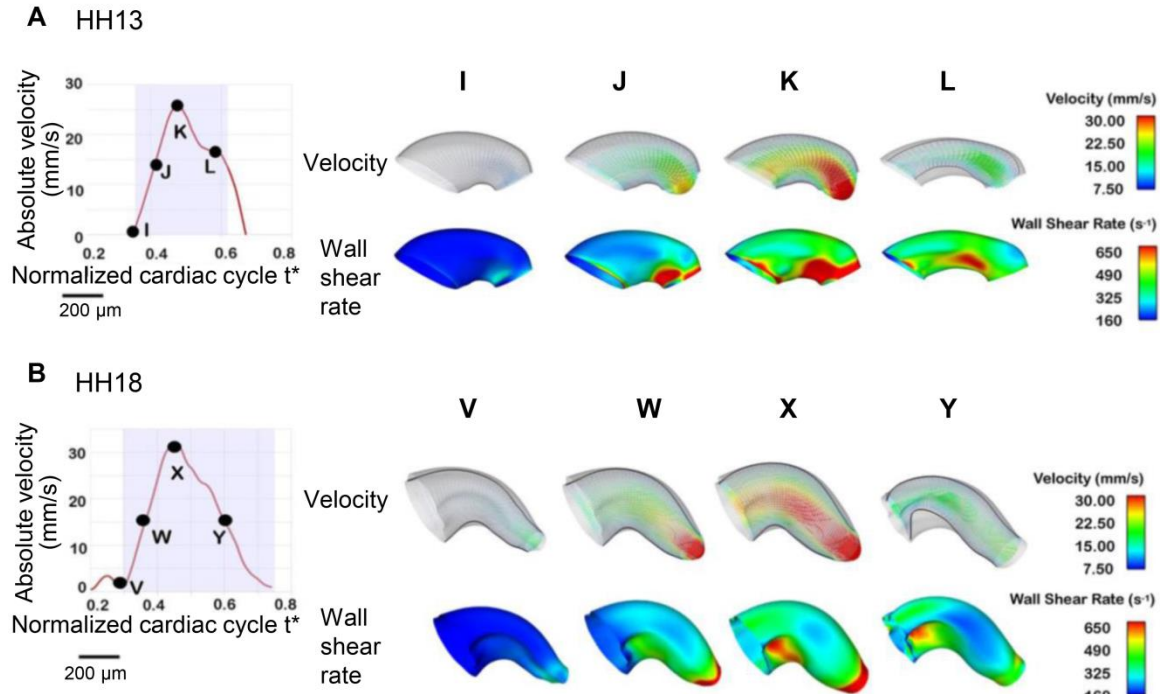 A HH13
Absolute velocity
(mm/s)
30
20
10
0
I
J
K
L
0.2 0.4 0.6 0.8
Normalized cardiac cycle t*
200 µm
I J K L
Velocity
Wall
shear
rate
Velocity (mm/s)
30.00
22.50
15.00
7.50
Wall Shear Rate (s⁻¹)
650
490
325
160
B HH18
Absolute velocity
(mm/s)
30
20
10
0
V
W
X
Y
0.2 0.4 0.6 0.8
Normalized cardiac cycle t*
200 µm
V W X Y
Velocity
Wall
shear
rate
Velocity (mm/s)
30.00
22.50
15.00
7.50
Wall Shear Rate (s⁻¹)
650
490
325
160